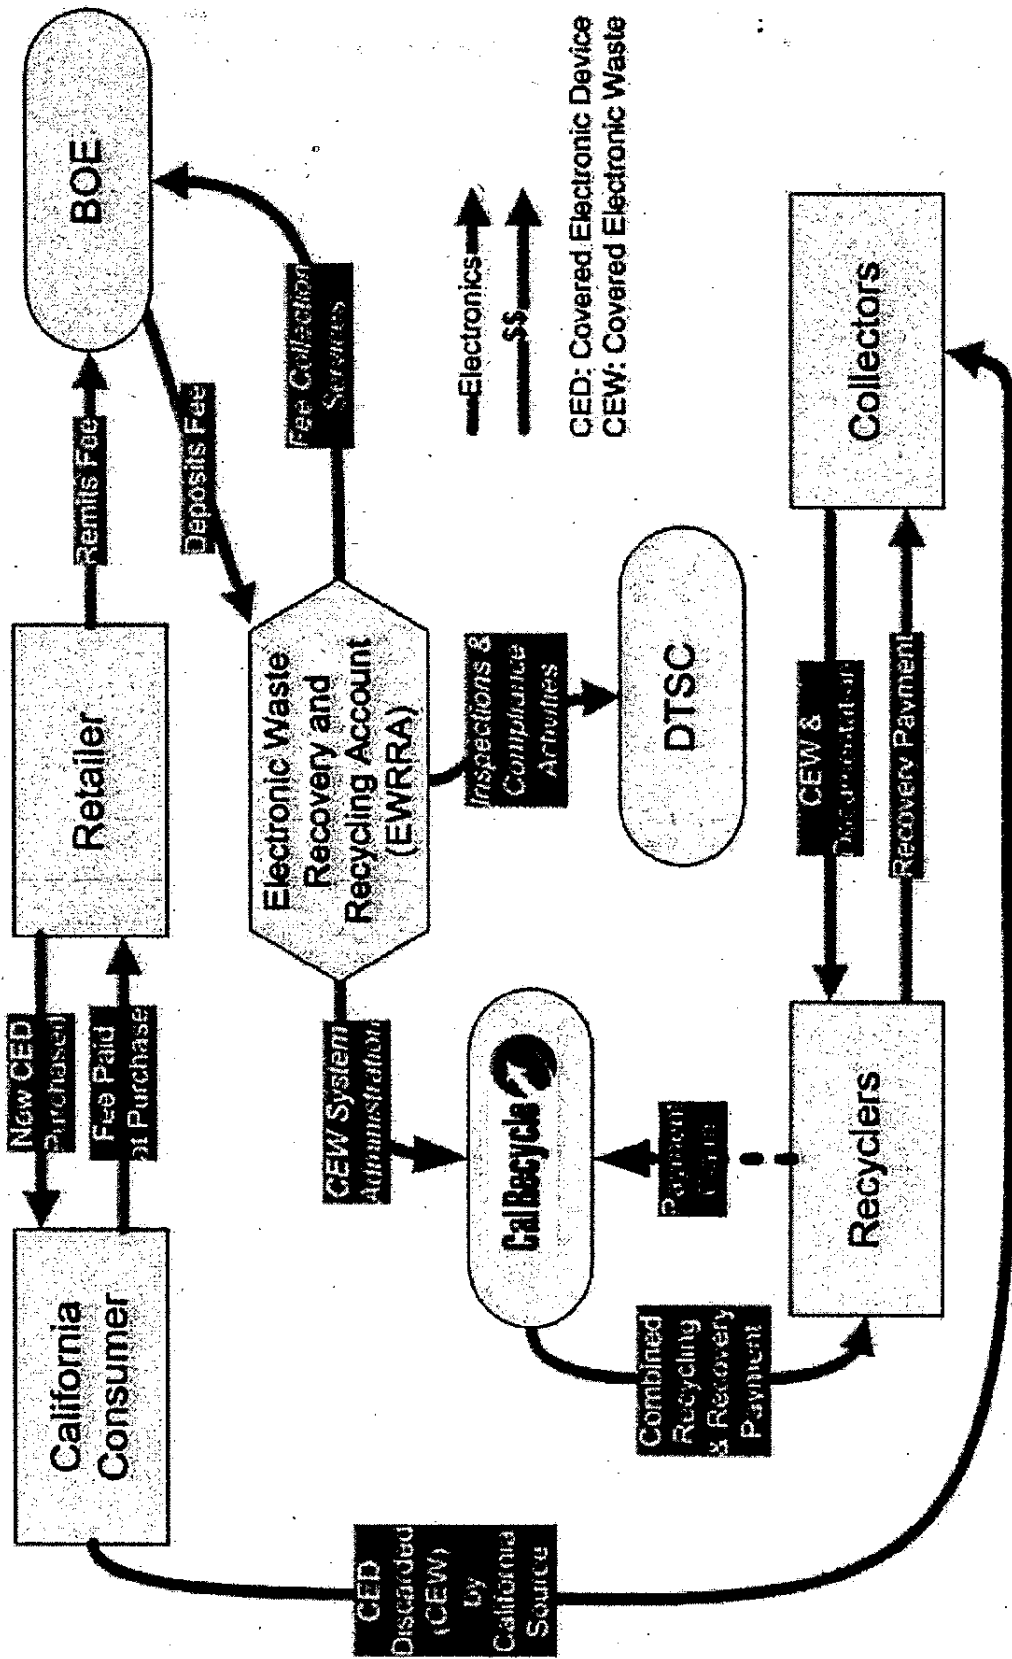 California
Consumer
New CED
Purchased
Fee Paid
at Purchase
Retailer
Remits Fee
BOE
Deposits Fee
Fee Collection
Services
Electronic Waste
Recovery and
Recycling Account
(EWRRA)
CEW System
Administration
Inspections &
Compliance
Activities
Electronics
$$
CED: Covered Electronic Device
CEW: Covered Electronic Waste
CalRecycle
DTSC
Payment
Combined
Recycling
& Recovery
Payment
Recyclers
CEW &
Documentation
Recovery Payment
Collectors
CED
Discarded
(CEW)
by
California
Source